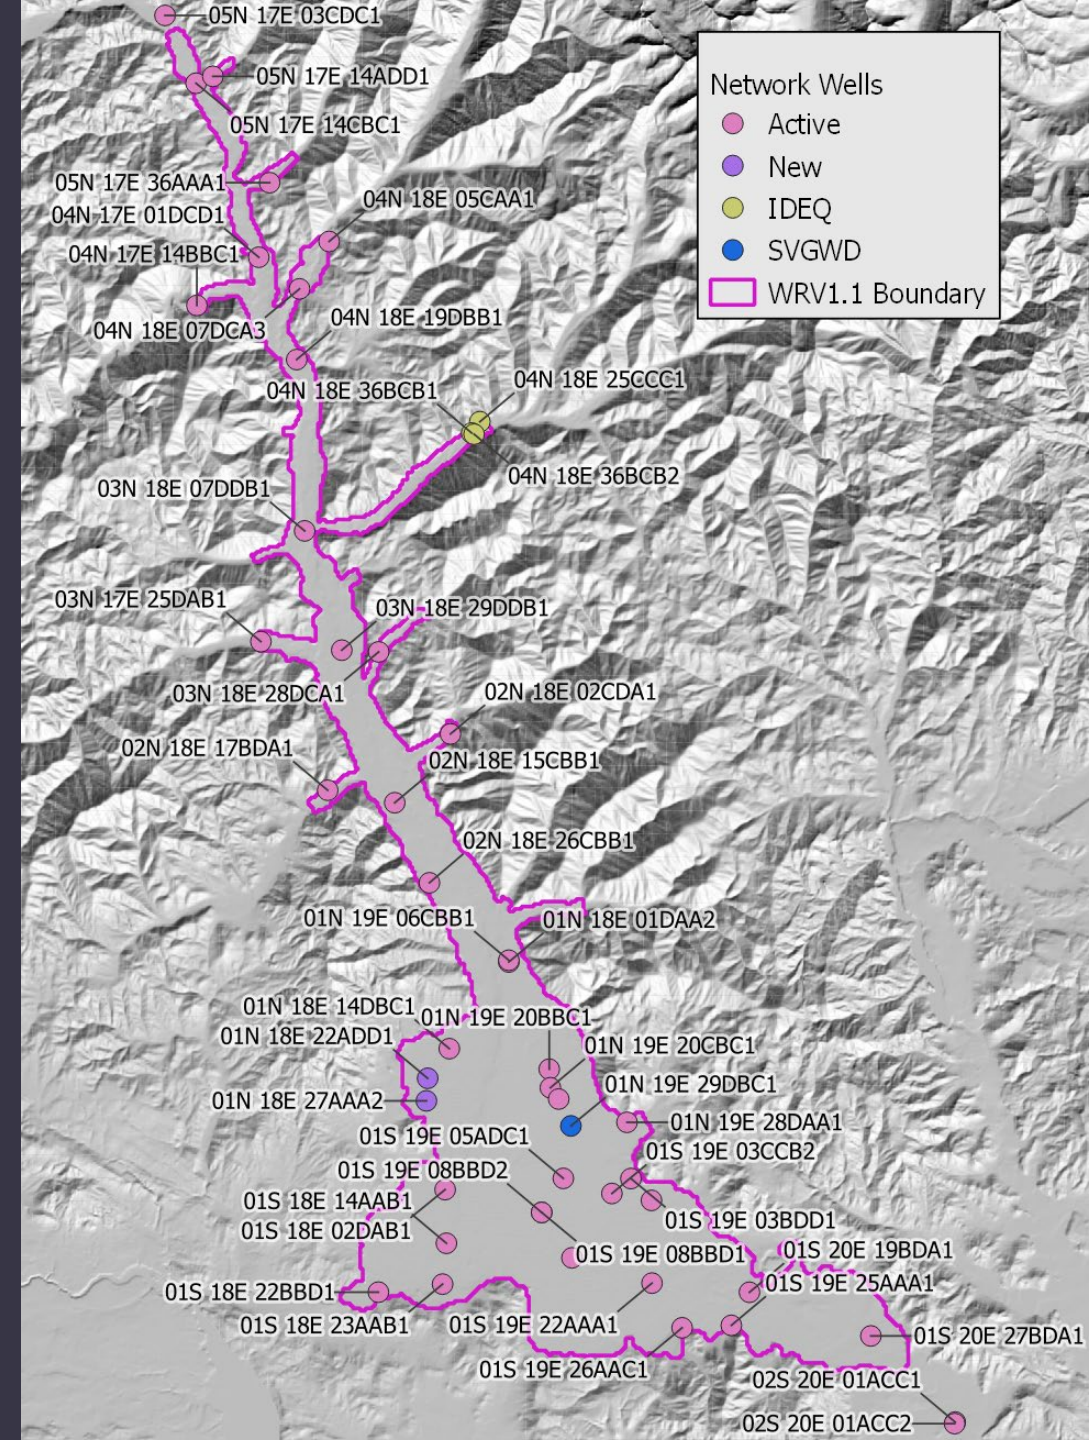 05N 17E 03CDC1
05N 17E 14ADD1
05N 17E 14CBC1
05N 17E 36AAA1
04N 18E 05CAA1
04N 17E 01DCD1
04N 17E 14BBC1
04N 18E 07DCA3
04N 18E 19DBB1
04N 18E 36BCB1
04N 18E 25CCC1
04N 18E 36BCB2
03N 18E 07DDB1
03N 17E 25DAB1
03N 18E 29DDB1
03N 18E 28DCA1
02N 18E 02CDA1
02N 18E 17BDA1
02N 18E 15CBB1
02N 18E 26CBB1
01N 19E 06CBB1
01N 18E 01DAA2
01N 18E 14DBC1
01N 19E 20BBC1
01N 18E 22ADD1
01N 19E 20CBC1
01N 19E 29DBC1
01N 18E 27AAA2
01N 19E 28DAA1
01S 19E 05ADC1
01S 19E 03CCB2
01S 19E 08BBD2
01S 18E 14AAB1
01S 19E 03BDD1
01S 18E 02DAB1
01S 19E 08BBD1
01S 20E 19BDA1
01S 19E 25AAA1
01S 18E 22BBD1
01S 18E 23AAB1
01S 19E 22AAA1
01S 20E 27BDA1
01S 19E 26AAC1
02S 20E 01ACC1
02S 20E 01ACC2
Network Wells
Active
New
IDEQ
SVGWD
WRV1.1 Boundary